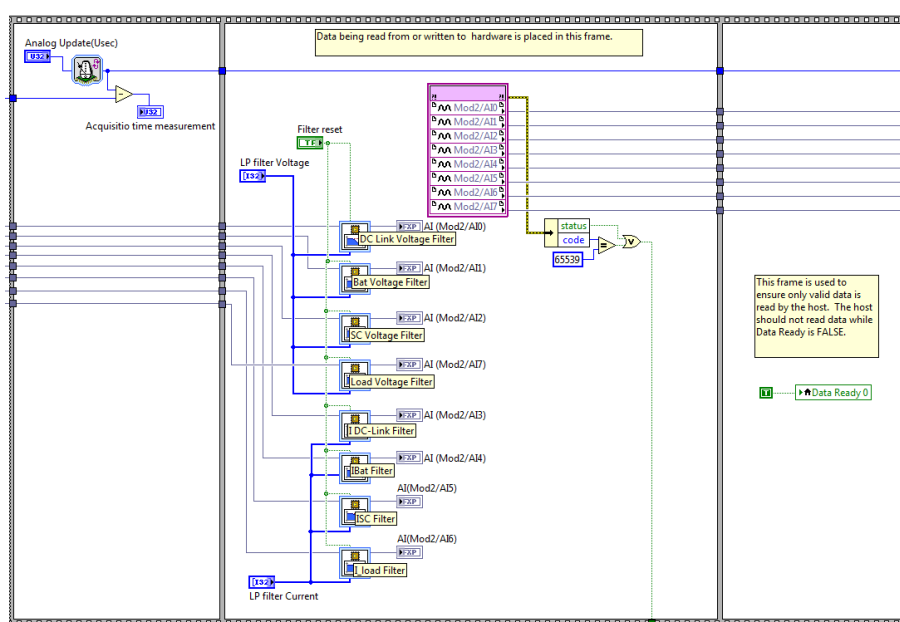 Analog Update(Usec)
U32
U32
Acquisitio time measurement
Data being read from or written to hardware is placed in this frame.
Mod2/AI0
Mod2/AI1
Mod2/AI2
Mod2/AI3
Mod2/AI4
Mod2/AI5
Mod2/AI6
Mod2/AI7
Filter reset
TF
LP filter Voltage
I32
FXP AI (Mod2/AI0)
DC Link Voltage Filter
FXP AI (Mod2/AI1)
Bat Voltage Filter
FXP AI (Mod2/AI2)
SC Voltage Filter
FXP AI (Mod2/AI7)
Load Voltage Filter
FXP AI (Mod2/AI3)
I DC-Link Filter
FXP AI (Mod2/AI4)
IBat Filter
AI(Mod2/AI5)
FXP
ISC Filter
AI(Mod2/AI6)
FXP
I_load Filter
I32
LP filter Current
status
code
65539
This frame is used to
ensure only valid data is
read by the host. The host
should not read data while
Data Ready is FALSE.
T
Data Ready 0